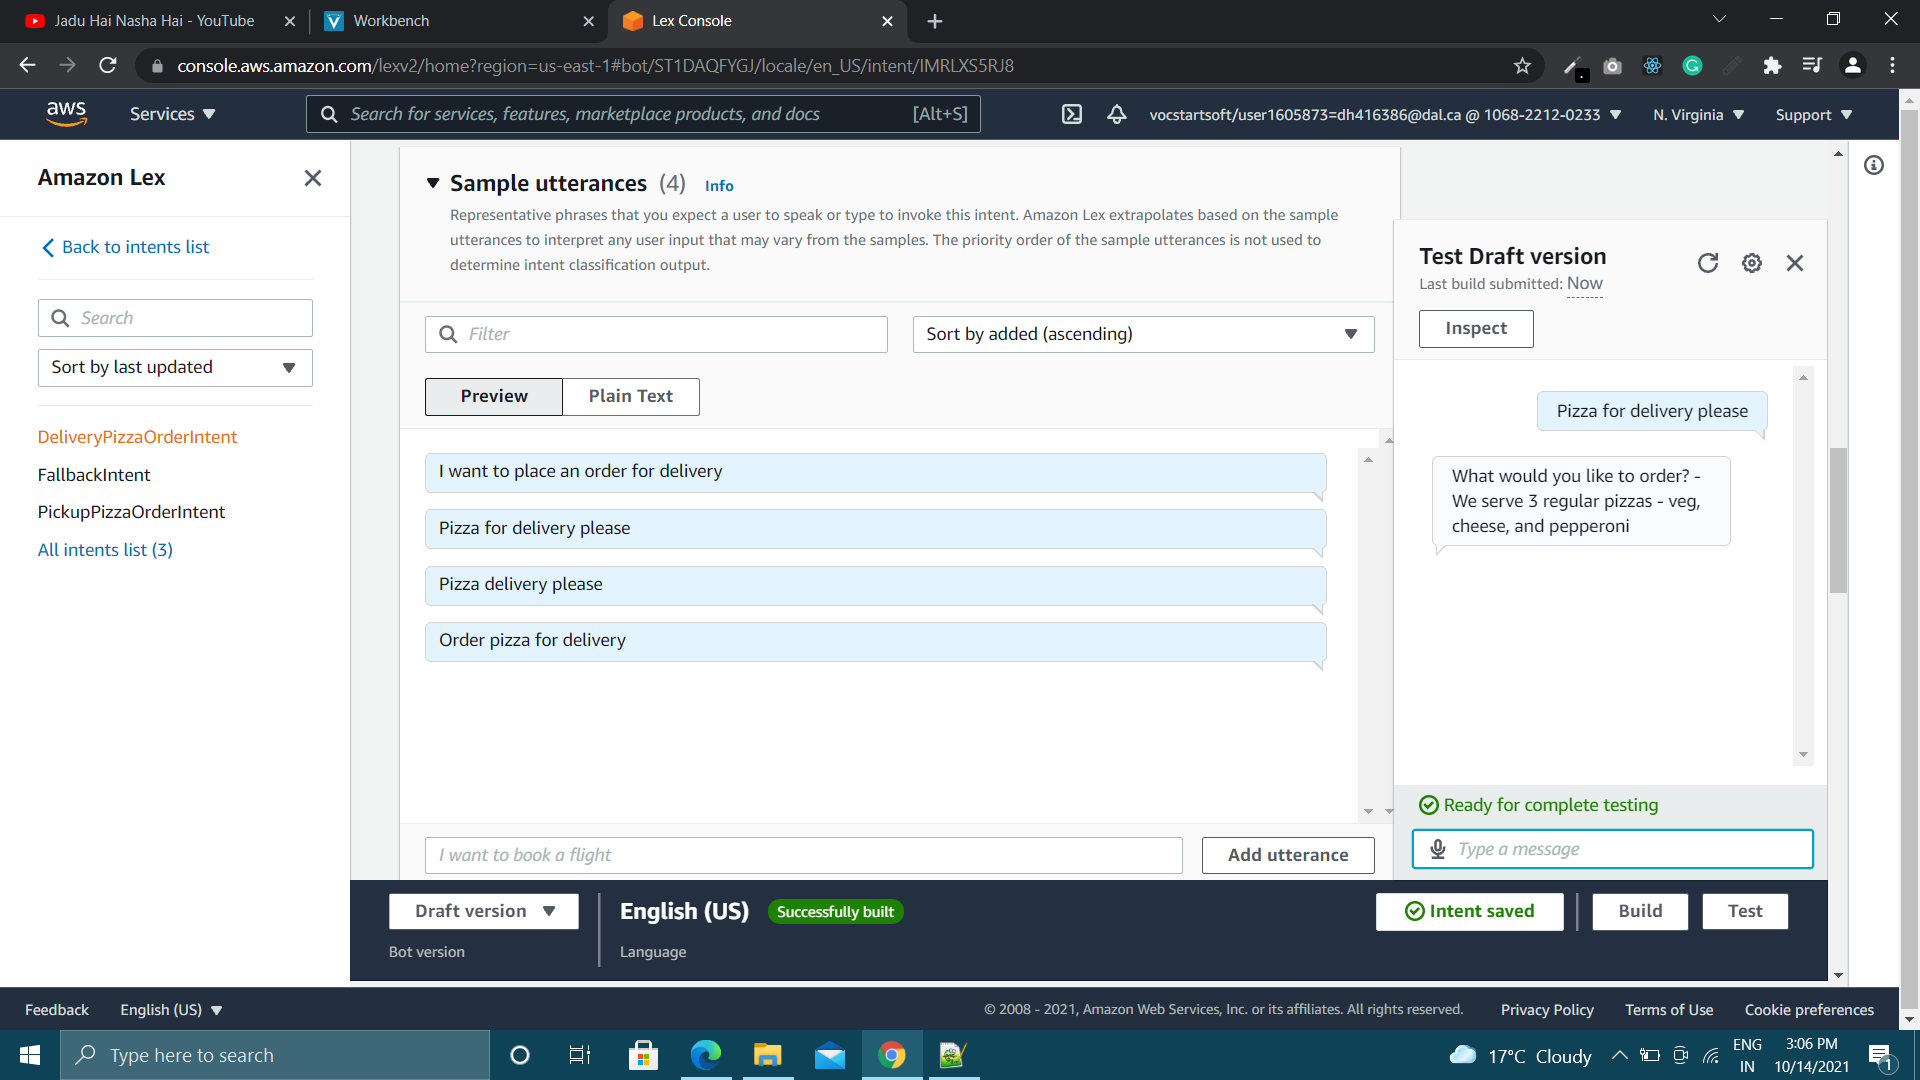 Jadu Hai Nasha Hai - YouTube
Workbench
Lex Console
console.aws.amazon.com/lexv2/home?region=us-east-1#bot/ST1DAQFYGJ/locale/en_US/intent/IMRLXS5RJ8
aws
Services
Search for services, features, marketplace products, and docs
[Alt+S]
vocstartsoft/user1605873=dh416386@dal.ca @ 1068-2212-0233
N. Virginia
Support
Amazon Lex
Back to intents list
Search
Sort by last updated
DeliveryPizzaOrderIntent
FallbackIntent
PickupPizzaOrderIntent
All intents list (3)
Sample utterances (4) Info
Representative phrases that you expect a user to speak or type to invoke this intent. Amazon Lex extrapolates based on the sample
utterances to interpret any user input that may vary from the samples. The priority order of the sample utterances is not used to
determine intent classification output.
Filter
Sort by added (ascending)
Preview
Plain Text
I want to place an order for delivery
Pizza for delivery please
Pizza delivery please
Order pizza for delivery
I want to book a flight
Add utterance
Test Draft version
Last build submitted: Now
Inspect
Pizza for delivery please
What would you like to order? -
We serve 3 regular pizzas - veg,
cheese, and pepperoni
Ready for complete testing
Type a message
Draft version
Bot version
English (US)
Successfully built
Language
Intent saved
Build
Test
Feedback
English (US)
© 2008 - 2021, Amazon Web Services, Inc. or its affiliates. All rights reserved.
Privacy Policy
Terms of Use
Cookie preferences
Type here to search
17°C Cloudy
ENG
IN
3:06 PM
10/14/2021
1